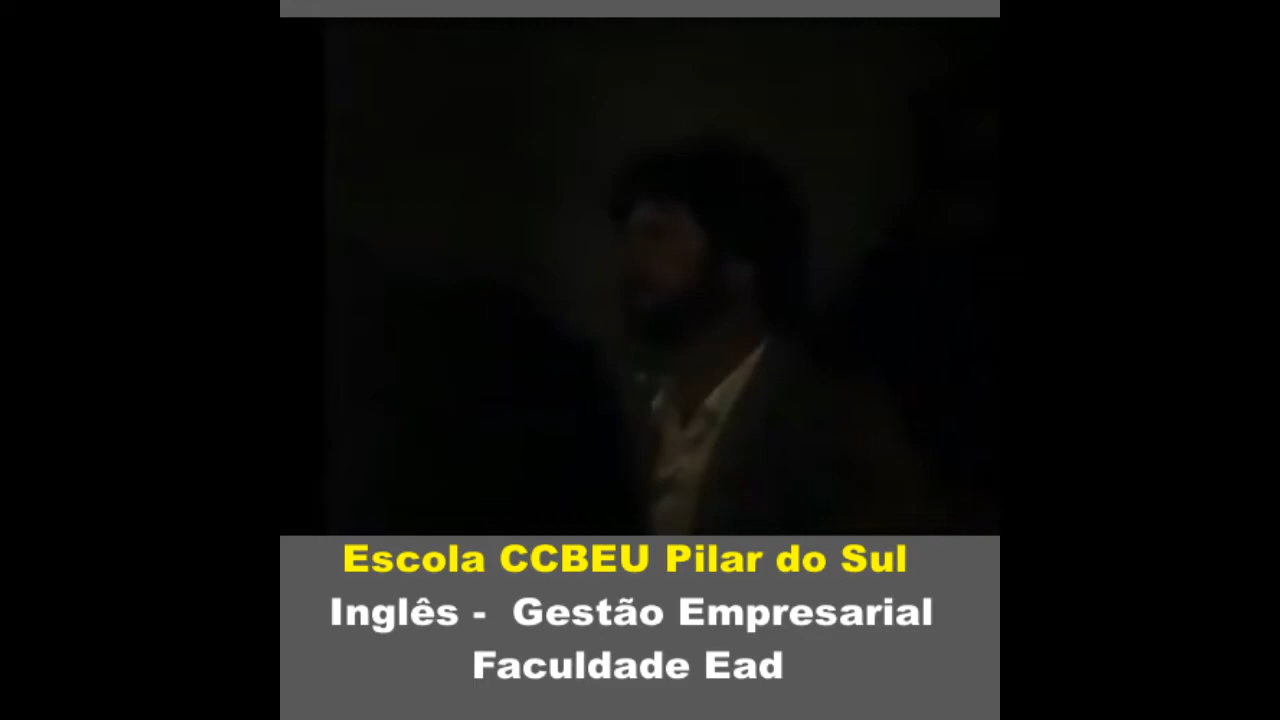 Escola CCBEU Pilar do Sul
Inglês - Gestão Empresarial
Faculdade Ead